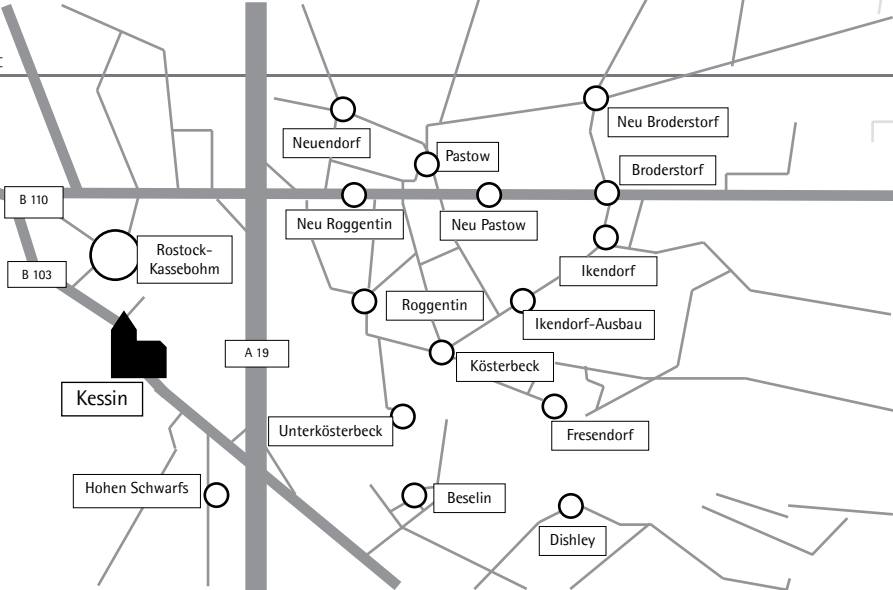 Neu Broderstorf
Neuendorf
Pastow
Broderstorf
B 110
Neu Roggentin
Neu Pastow
Rostock-
Kassebohm
Ikendorf
B 103
Roggentin
Ikendorf-Ausbau
A 19
Kösterbeck
Kessin
Unterkösterbeck
Fresendorf
Hohen Schwarfs
Beselin
Dishley